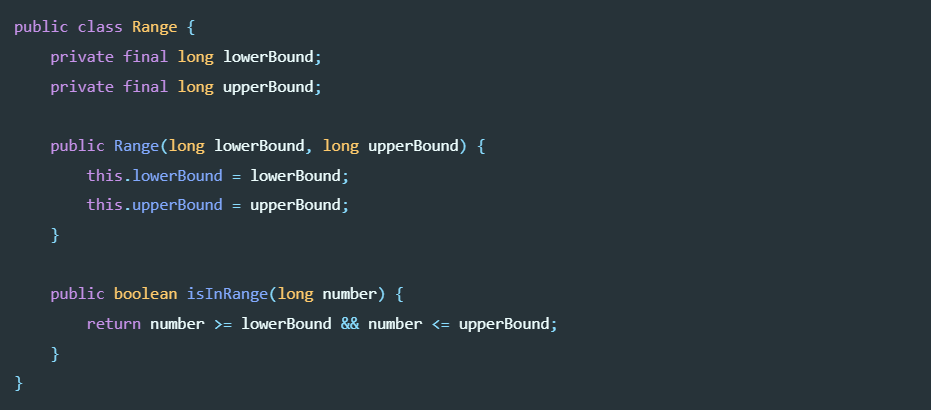 public class Range {
    private final long lowerBound;
    private final long upperBound;

    public Range(long lowerBound, long upperBound) {
        this.lowerBound = lowerBound;
        this.upperBound = upperBound;
    }

    public boolean isInRange(long number) {
        return number >= lowerBound && number <= upperBound;
    }
}